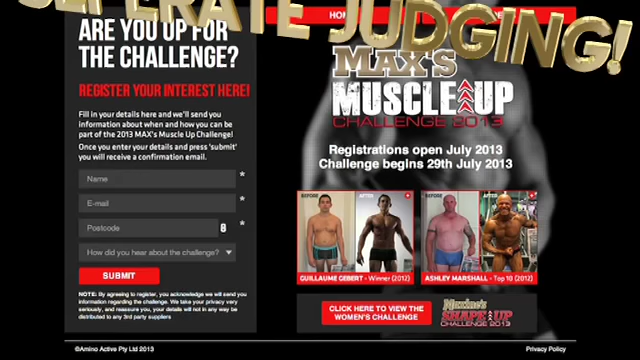 SEPERATE JUDGING!
HOME
ARE YOU UP FOR
THE CHALLENGE?
REGISTER YOUR INTEREST HERE!
Fill in your details here and we'll send you
information about when and how you can be
part of the 2013 MAX's Muscle Up Challenge!
Once you enter your details and press 'submit'
you will receive a confirmation email.
Name *
E-mail *
Postcode *
How did you hear about the challenge?
SUBMIT
NOTE: By agreeing to register, you acknowledge we will send you
information regarding the challenge. We take your privacy very
seriously, and reassure you, your details will not in any way be
distributed to any 3rd party suppliers
MAX'S
MUSCLE UP
CHALLENGE 2013
Registrations open July 2013
Challenge begins 29th July 2013
BEFORE AFTER
BEFORE AFTER
GUILLAUME GEBERT - Winner (2012)
ASHLEY MARSHALL - Top 10 (2012)
CLICK HERE TO VIEW THE
WOMEN'S CHALLENGE
Maxine's
SHAPE UP
CHALLENGE 2013
©Amino Active Pty Ltd 2013
Privacy Policy